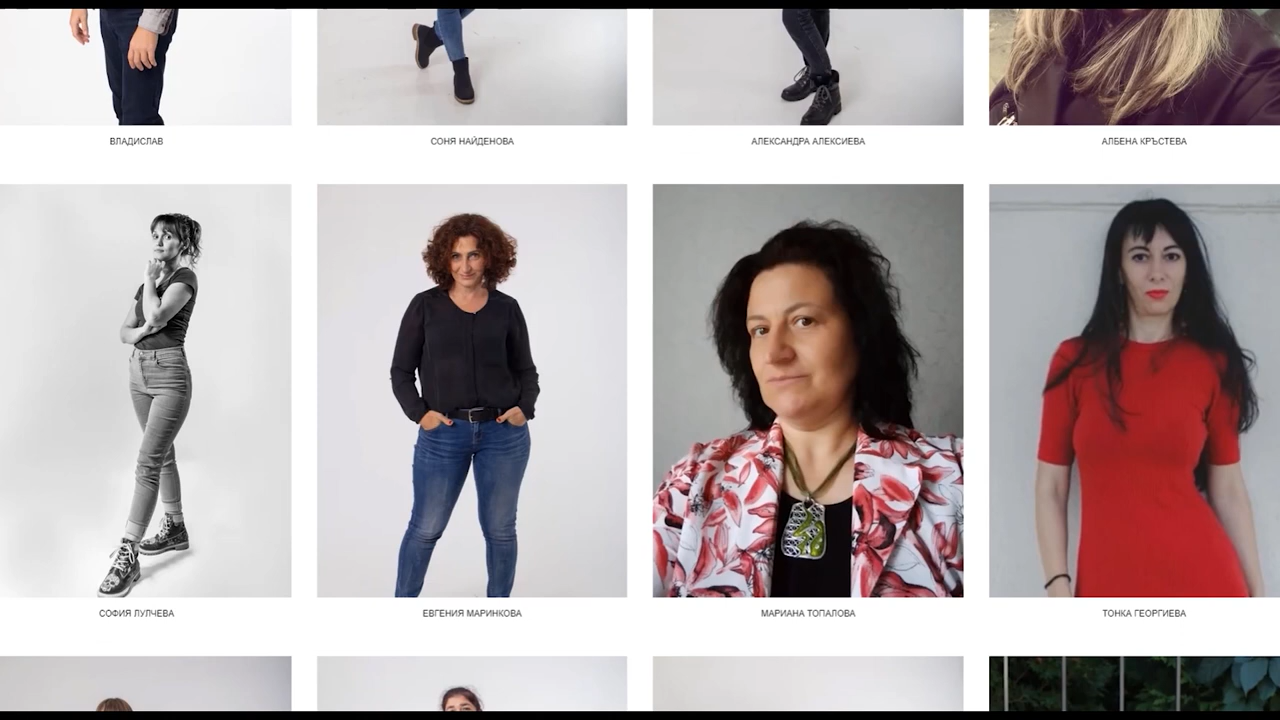 ВЛАДИСЛАВ
СОНЯ НАЙДЕНОВА
АЛЕКСАНДРА АЛЕКСИЕВА
АЛБЕНА КРЪСТЕВА
СОФИЯ ЛУЛЧЕВА
ЕВГЕНИЯ МАРИНКОВА
МАРИАНА ТОПАЛОВА
ТОНКА ГЕОРГИЕВА